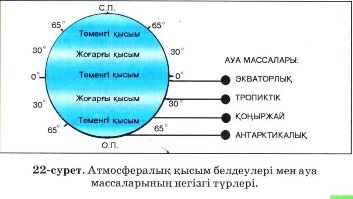 С.П.
65° 65°
Төменгі қысым
30° Жоғарғы қысым 30°
АУА МАССАЛАРЫ:
0° Төменгі қысым 0° ЭКВАТОРЛЫҚ
ТРОПИКТІК
30° Жоғарғы қысым 30°
ҚОҢЫРЖАЙ
65° Төменгі қысым 65°
АНТАРКТИКАЛЫҚ
О.П.
22-сурет. Атмосфералық қысым белдеулері мен ауа
массаларының негізгі түрлері.